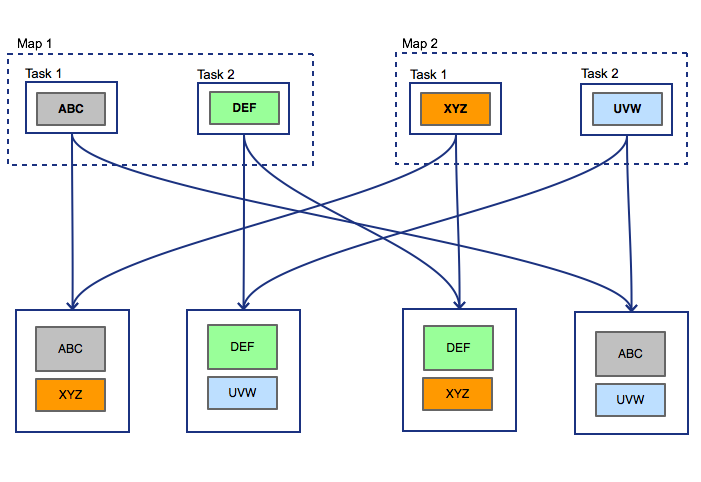 Map 1
Map 2
Task 1
Task 2
Task 1
Task 2
ABC
DEF
XYZ
UVW
ABC
XYZ
DEF
UVW
DEF
XYZ
ABC
UVW